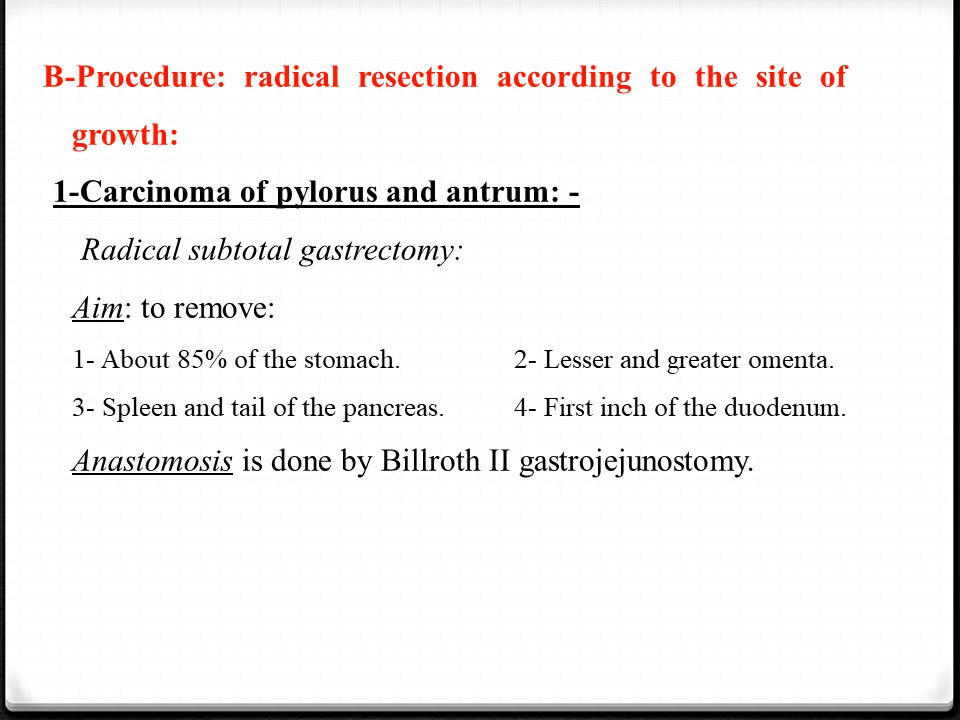 B-Procedure: radical resection according to the site of
growth:
1-Carcinoma of pylorus and antrum: -
Radical subtotal gastrectomy:
Aim: to remove:
1- About 85% of the stomach. 2- Lesser and greater omenta.
3- Spleen and tail of the pancreas. 4- First inch of the duodenum.
Anastomosis is done by Billroth II gastrojejunostomy.